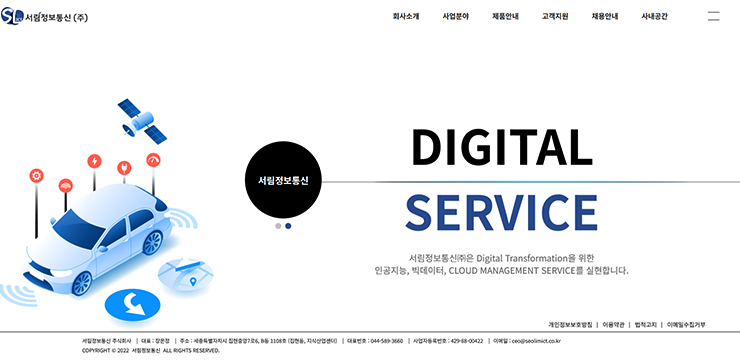 SD 서림정보통신 (주)
회사소개 사업분야 제품안내 고객지원 채용안내 사내공간
DIGITAL
서림정보통신
SERVICE
서림정보통신㈜은 Digital Transformation을 위한
인공지능, 빅데이터, CLOUD MANAGEMENT SERVICE를 실현합니다.
개인정보보호방침 | 이용약관 | 법적고지 | 이메일수집거부
서림정보통신 주식회사 | 대표 : 장은정 | 주소 : 세종특별자치시 집현중앙7로6, B동 1108호 (집현동, 지식산업센터) | 대표번호 : 044-589-3660 | 사업자등록번호 : 429-88-00422 | 이메일 : ceo@seolimict.co.kr
COPYRIGHT © 2022 서림정보통신 ALL RIGHTS RESERVED.